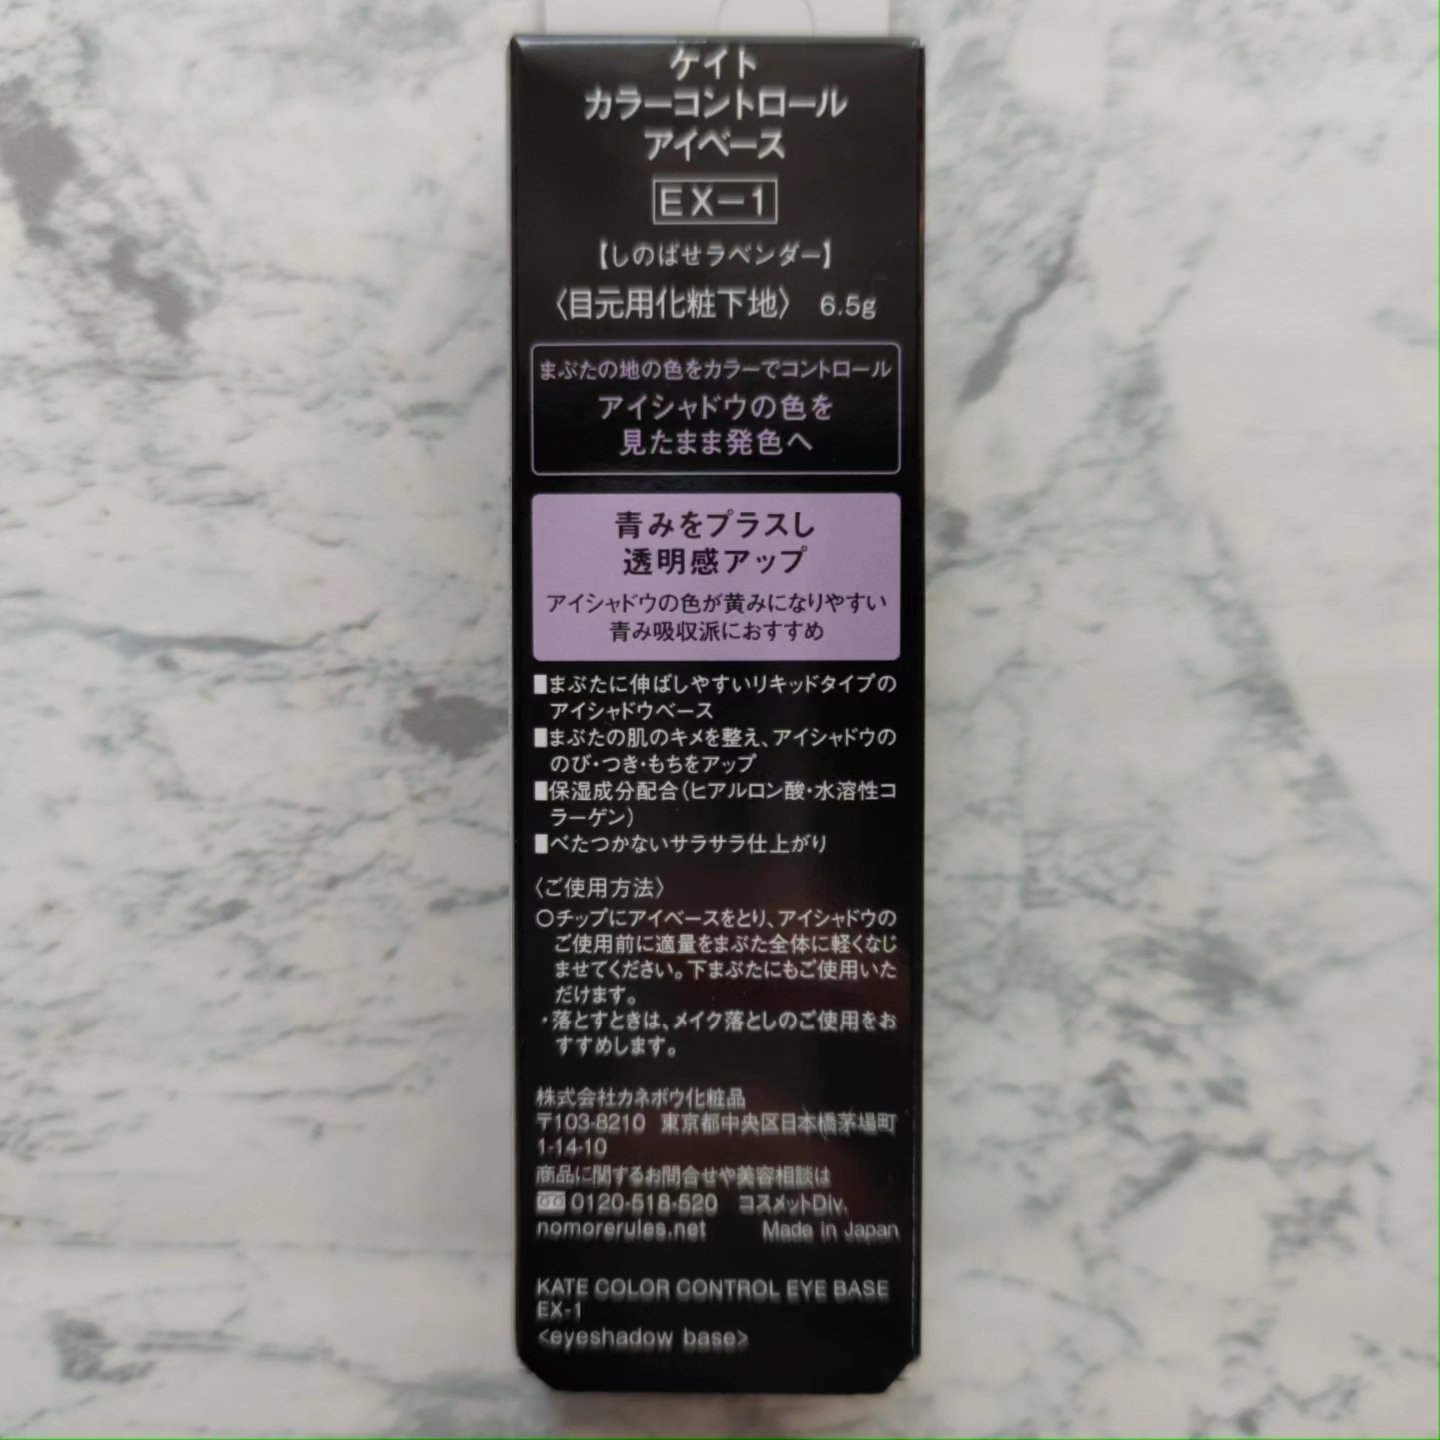 ケイト
カラーコントロール
アイベース
EX-1
【しのばせラベンダー】
〈目元用化粧下地〉 6.5g
まぶたの地の色をカラーでコントロール
アイシャドウの色を
見たまま発色へ
青みをプラスし
透明感アップ
アイシャドウの色が黄みになりやすい
青み吸収派におすすめ
■まぶたに伸ばしやすいリキッドタイプの
アイシャドウベース
■まぶたの肌のキメを整え、アイシャドウの
のび・つき・もちをアップ
■保湿成分配合(ヒアルロン酸・水溶性コ
ラーゲン)
■べたつかないサラサラ仕上がり
〈ご使用方法〉
○チップにアイベースをとり、アイシャドウの
ご使用前に適量をまぶた全体に軽くなじ
ませてください。下まぶたにもご使用いた
だけます。
・落とすときは、メイク落としのご使用をお
すすめします。
株式会社カネボウ化粧品
〒103-8210 東京都中央区日本橋茅場町
1-14-10
商品に関するお問合せや美容相談は
0120-518-520 コスメットDiv.
nomorerules.net Made in Japan
KATE COLOR CONTROL EYE BASE
EX-1
<eyeshadow base>